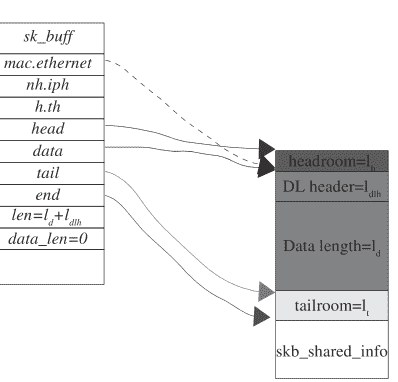 sk_buff
mac.ethernet
nh.iph
h.th
head
data
tail
end
len=l_d+l_dlh
data_len=0
headroom=l_h
DL header=l_dlh
Data length=l_d
tailroom=l_t
skb_shared_info